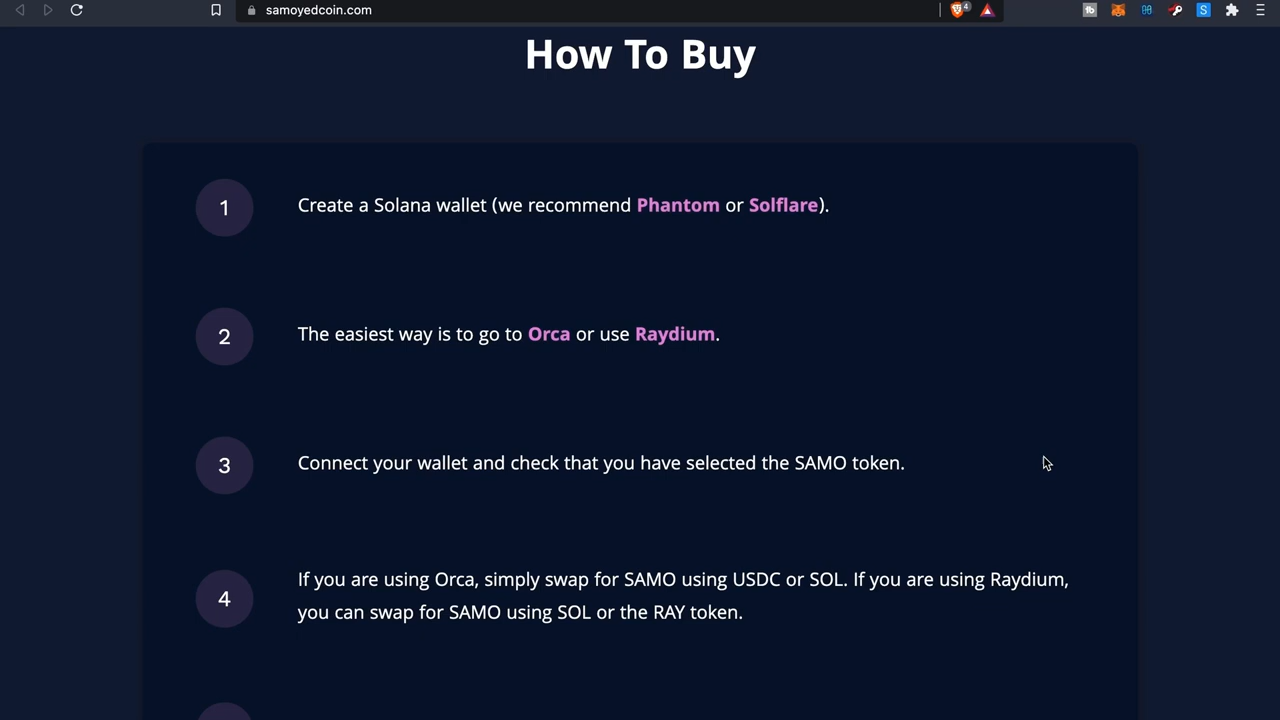 samoyedcoin.com
4
How To Buy
1
Create a Solana wallet (we recommend Phantom or Solflare).
2
The easiest way is to go to Orca or use Raydium.
3
Connect your wallet and check that you have selected the SAMO token.
4
If you are using Orca, simply swap for SAMO using USDC or SOL. If you are using Raydium,
you can swap for SAMO using SOL or the RAY token.